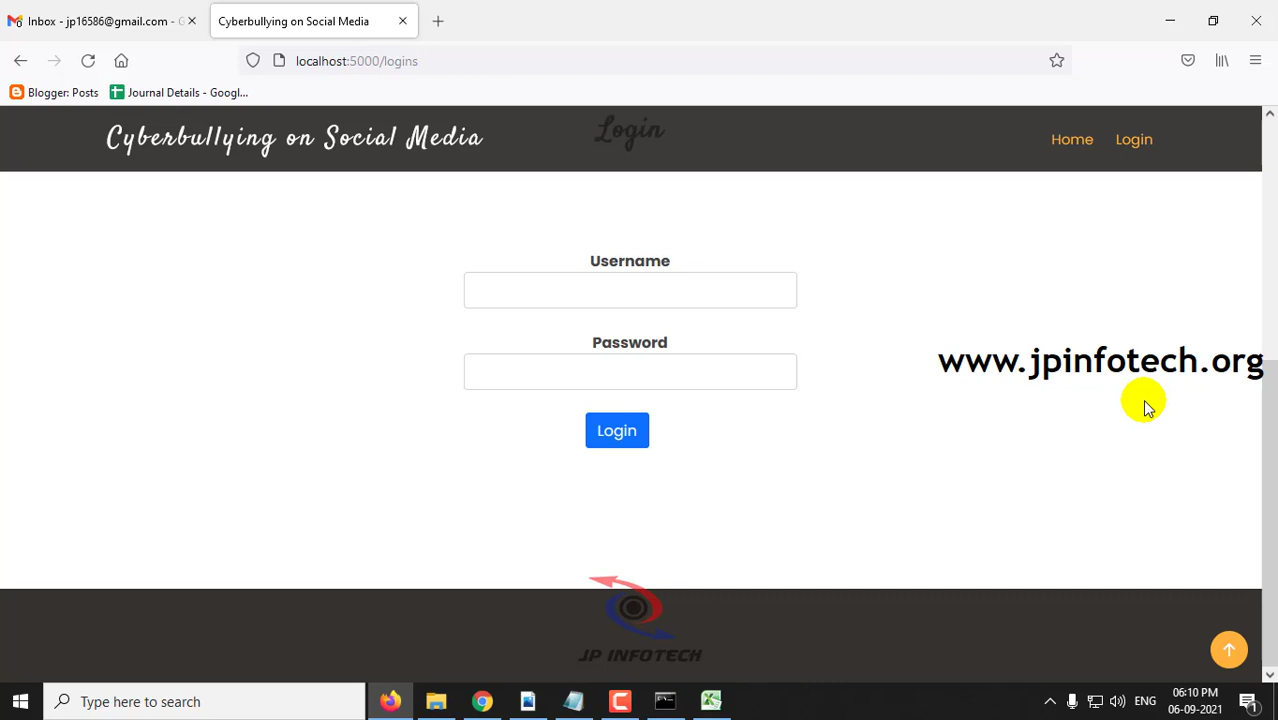 Inbox - jp16586@gmail.com - G
Cyberbullying on Social Media
localhost:5000/logins
Blogger: Posts
Journal Details - Googl...
Cyberbullying on Social Media
Login
Home
Login
Username
Password
www.jpinfotech.org
Login
JP INFOTECH
Type here to search
ENG
06:10 PM
06-09-2021
1